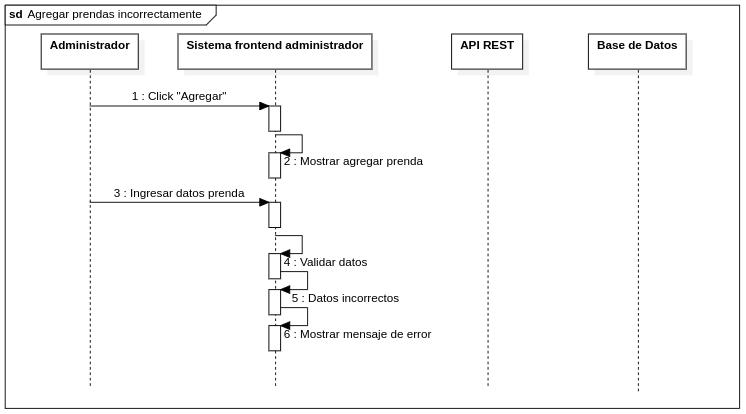 sd Agregar prendas incorrectamente
Administrador
Sistema frontend administrador
API REST
Base de Datos
1 : Click "Agregar"
2 : Mostrar agregar prenda
3 : Ingresar datos prenda
4 : Validar datos
5 : Datos incorrectos
6 : Mostrar mensaje de error